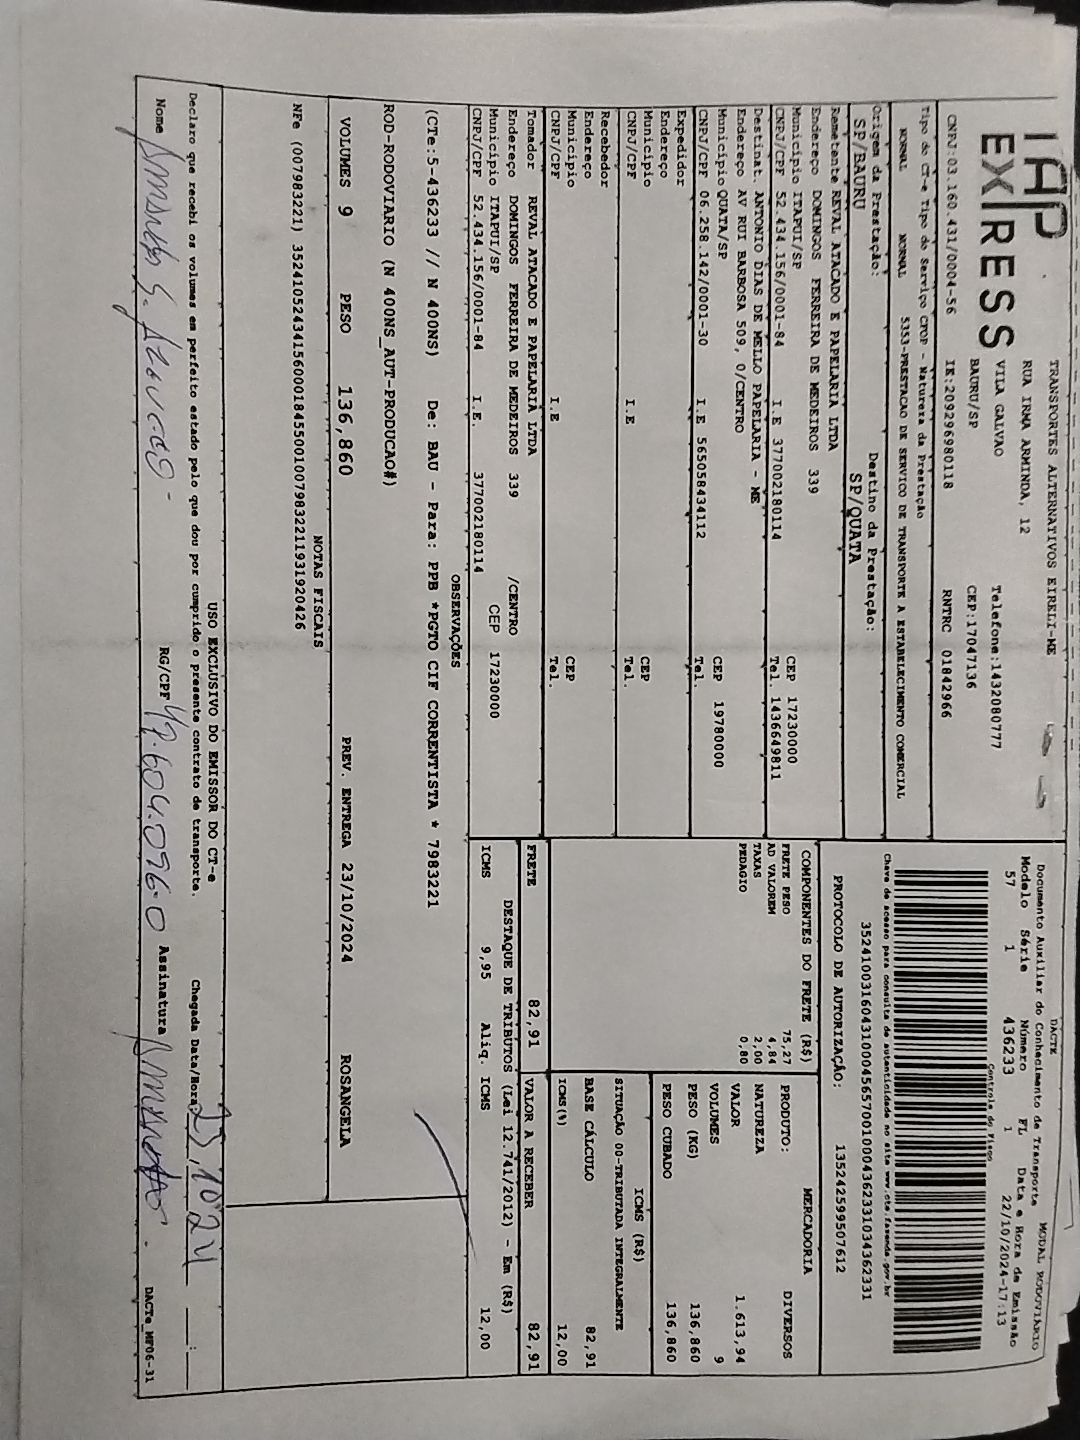 IAP
EXIRESS
TRANSPORTES ALTERNATIVOS EIRELI-ME
RUA IRMA ARMINDA, 12
VILA GALVAO
BAURU/SP
Telefone:1432080777
CEP:17047136
CNPJ:03.160.431/0004-56 IE:209296980118 RNTRC 01842966
Tipo do CT-e Tipo do Serviço CFOP - Natureza da Prestação
NORMAL NORMAL 5353-PRESTACAO DE SERVICO DE TRANSPORTE A ESTABELECIMENTO COMERCIAL
Origem da Prestação: Destino da Prestação:
SP/BAURU SP/QUATA
Remetente REVAL ATACADO E PAPELARIA LTDA
Endereço DOMINGOS FERREIRA DE MEDEIROS 339
Município ITAPUI/SP CEP 17230000
CNPJ/CPF 52.434.156/0001-84 I.E 377002180114 Tel. 1436649811
Destinat. ANTONIO DIAS DE MELLO PAPELARIA - ME
Endereço AV RUI BARBOSA 509, 0/CENTRO
Município QUATA/SP CEP 19780000
CNPJ/CPF 06.258.142/0001-30 I.E 565058434112 Tel.
Expedidor
Endereço
Município CEP
CNPJ/CPF I.E Tel.
Recebedor
Endereço
Município CEP
CNPJ/CPF I.E Tel.
Tomador REVAL ATACADO E PAPELARIA LTDA
Endereço DOMINGOS FERREIRA DE MEDEIROS 339 /CENTRO
Município ITAPUI/SP CEP 17230000
CNPJ/CPF 52.434.156/0001-84 I.E. 377002180114
DACTE MODAL RODOVIÁRIO
Documento Auxiliar do Conhecimento de Transporte
Modelo Série Número FL Data e Hora de Emissão
57 1 436233 1 22/10/2024-17:13
Controle do Fisco
Chave de acesso para consulta de autenticidade no site www.cte.fazenda.gov.br
35241003160431000456570010004362331034362331
PROTOCOLO DE AUTORIZAÇÃO: 135242599507612
COMPONENTES DO FRETE (R$)
FRETE PESO 75,27
AD VALOREM 4,84
TAXAS 2,00
PEDAGIO 0,80
MERCADORIA
PRODUTO: DIVERSOS
NATUREZA
VALOR 1.613,94
VOLUMES 9
PESO (KG) 136,860
PESO CUBADO 136,860
ICMS (R$)
SITUAÇÃO 00-TRIBUTADA INTEGRALMENTE
BASE CÁLCULO 82,91
ICMS(%) 12,00
FRETE 82,91 VALOR A RECEBER 82,91
DESTAQUE DE TRIBUTOS (Lei 12.741/2012) - Em (R$)
ICMS 9,95 Aliq. ICMS 12,00
OBSERVAÇÕES
(CTe:5-436233 // N 400NS) De: BAU - Para: PPB *PGTO CIF CORRENTISTA * 7983221
ROD-RODOVIARIO (N 400NS_AUT-PRODUCAO#)
VOLUMES 9 PESO 136,860 PREV. ENTREGA 23/10/2024 ROSANGELA
NOTAS FISCAIS
NFe (007983221) 35241052434156000184550010079832211931920426
USO EXCLUSIVO DO EMISSOR DO CT-e
Declaro que recebi os volumes em perfeito estado pelo que dou por cumprido o presente contrato de transporte. Chegada Data/Hora: 23,10 24 :
Nome RG/CPF 47.604.096-0 Assinatura
DACTe_MF06-31